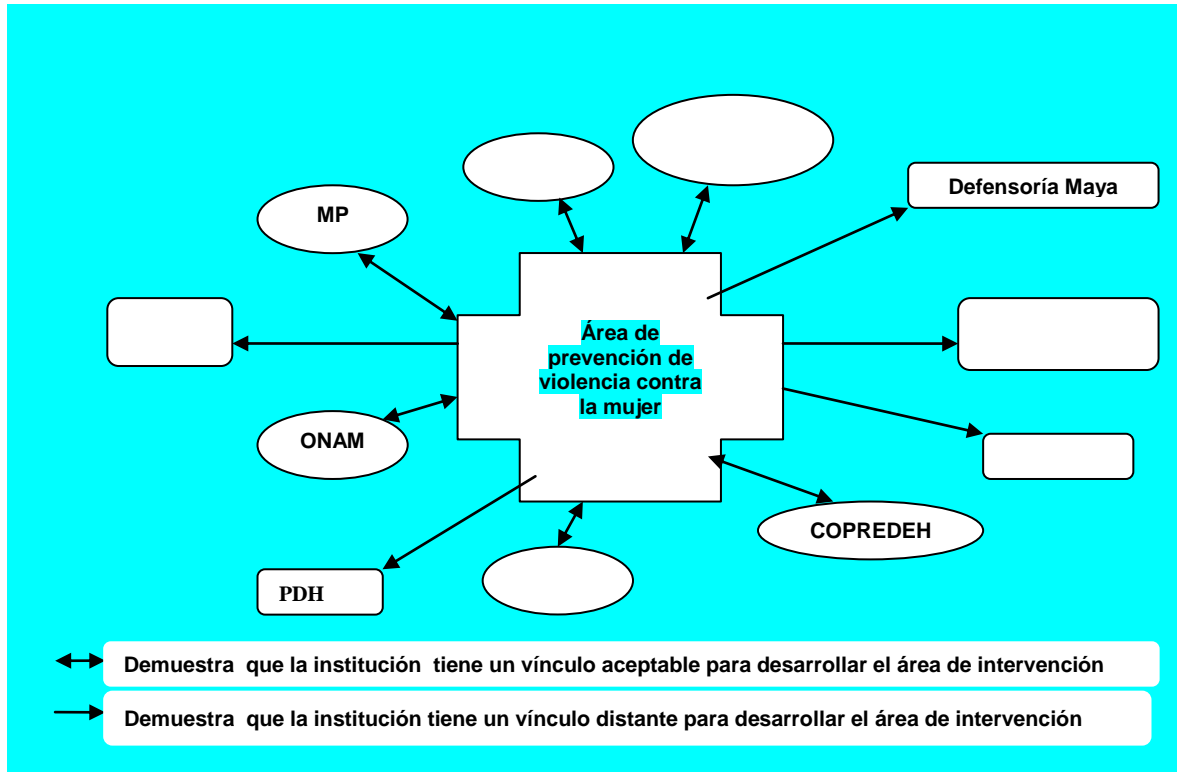 Defensoría Maya
MP
Área de
prevención de
violencia contra
la mujer
ONAM
COPREDEH
PDH
Demuestra que la institución tiene un vínculo aceptable para desarrollar el área de intervención
Demuestra que la institución tiene un vínculo distante para desarrollar el área de intervención